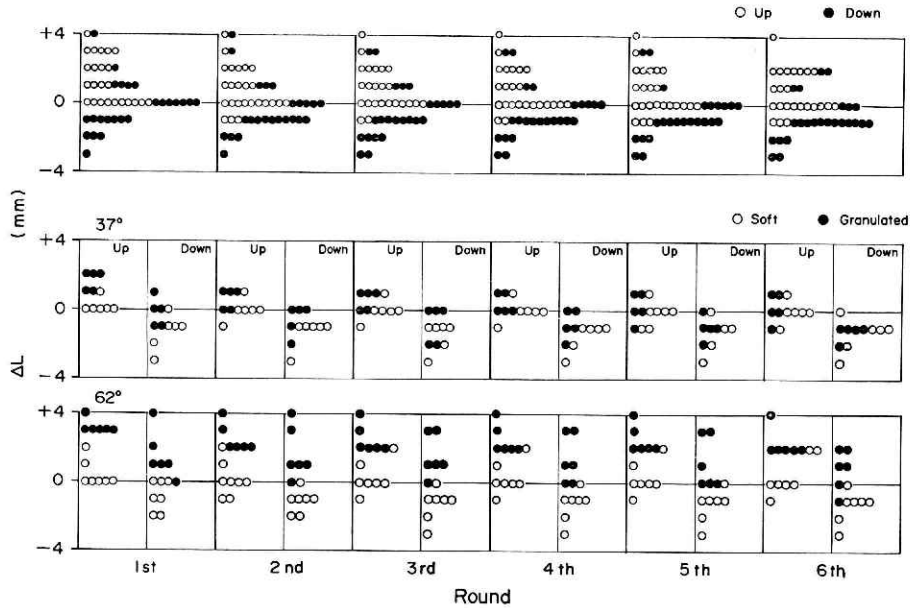 ○ Up ● Down
+4
0
−4
(mm)
ΔL
37°
○ Soft ● Granulated
+4
Up Down Up Down Up Down Up Down Up Down Up Down
0
−4
62°
+4
0
−4
1st 2nd 3rd 4th 5th 6th
Round